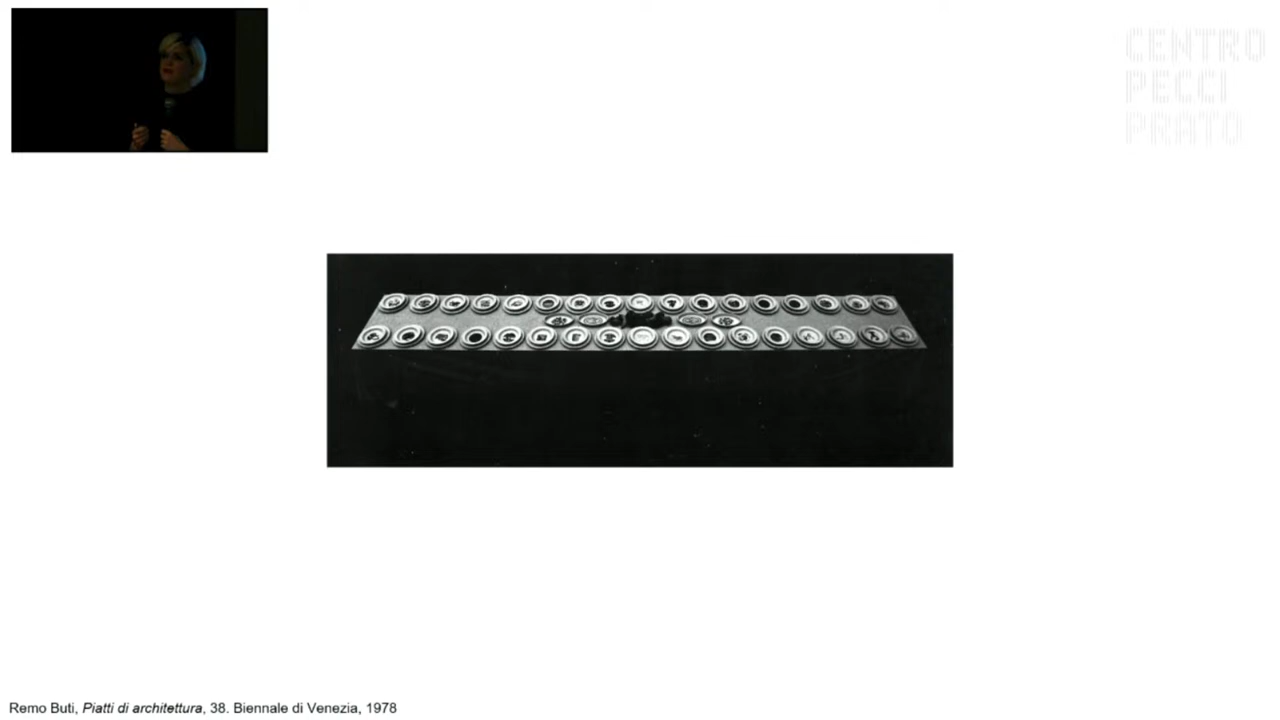 CENTRO
PECCI
PRATO
Remo Buti, Piatti di architettura, 38. Biennale di Venezia, 1978